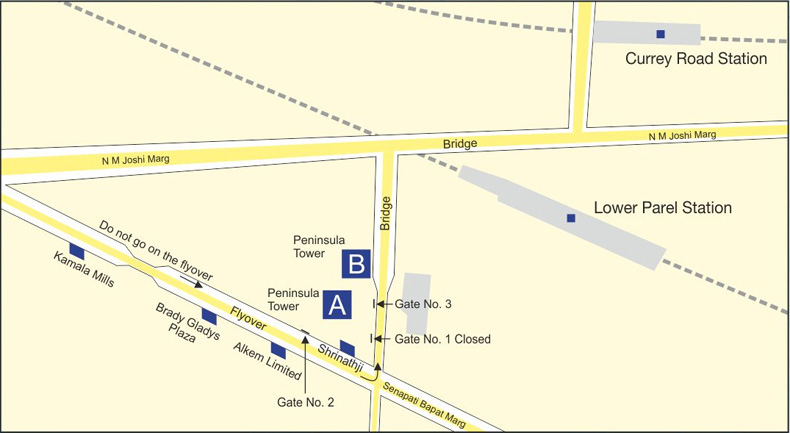 Currey Road Station
N M Joshi Marg
Bridge
N M Joshi Marg
Lower Parel Station
Bridge
Do not go on the flyover
Kamala Mills
Peninsula
Tower
B
Peninsula
Tower
A
Gate No. 3
Gate No. 1 Closed
Flyover
Brady Gladys
Plaza
Alkem Limited
Shrinathji
Gate No. 2
Senapati Bapat Marg